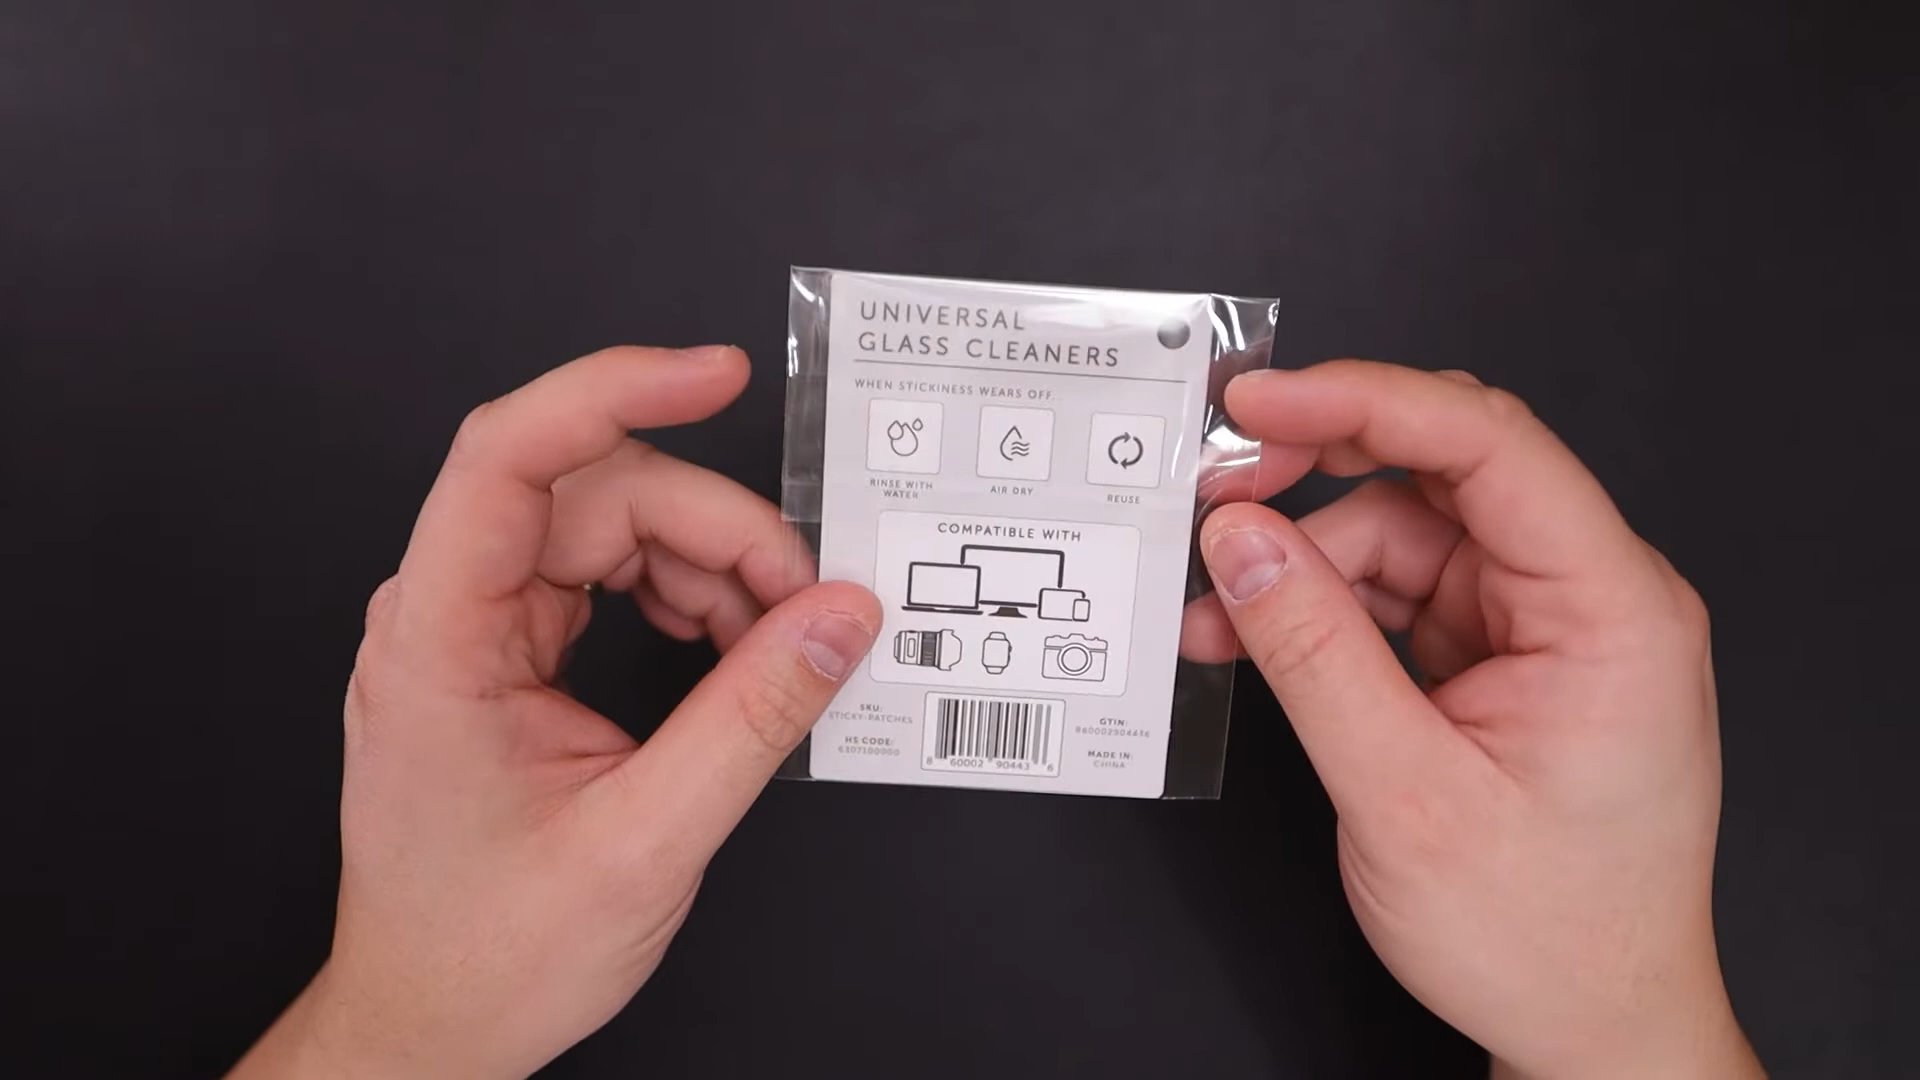 UNIVERSAL
GLASS CLEANERS
WHEN STICKINESS WEARS OFF
RINSE WITH
WATER
AIR DRY
REUSE
COMPATIBLE WITH
SKU:
STICKY-PATCHES
HS CODE:
6307100000
GTIN:
860002904436
MADE IN:
CHINA
8 60002 90443 6